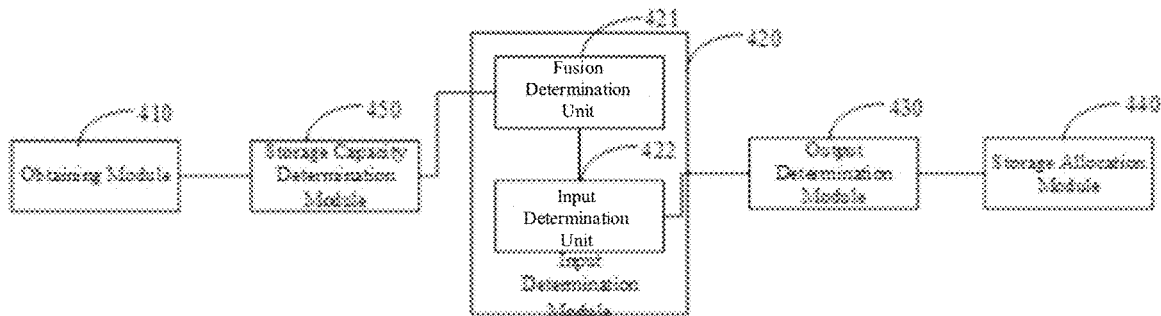 410
Obtaining Module
450
Storage Capacity
Determination
Module
421
420
Fusion
Determination
Unit
422
Input
Determination
Unit
Input
Determination
Module
430
Output
Determination
Module
440
Storage Allocation
Module